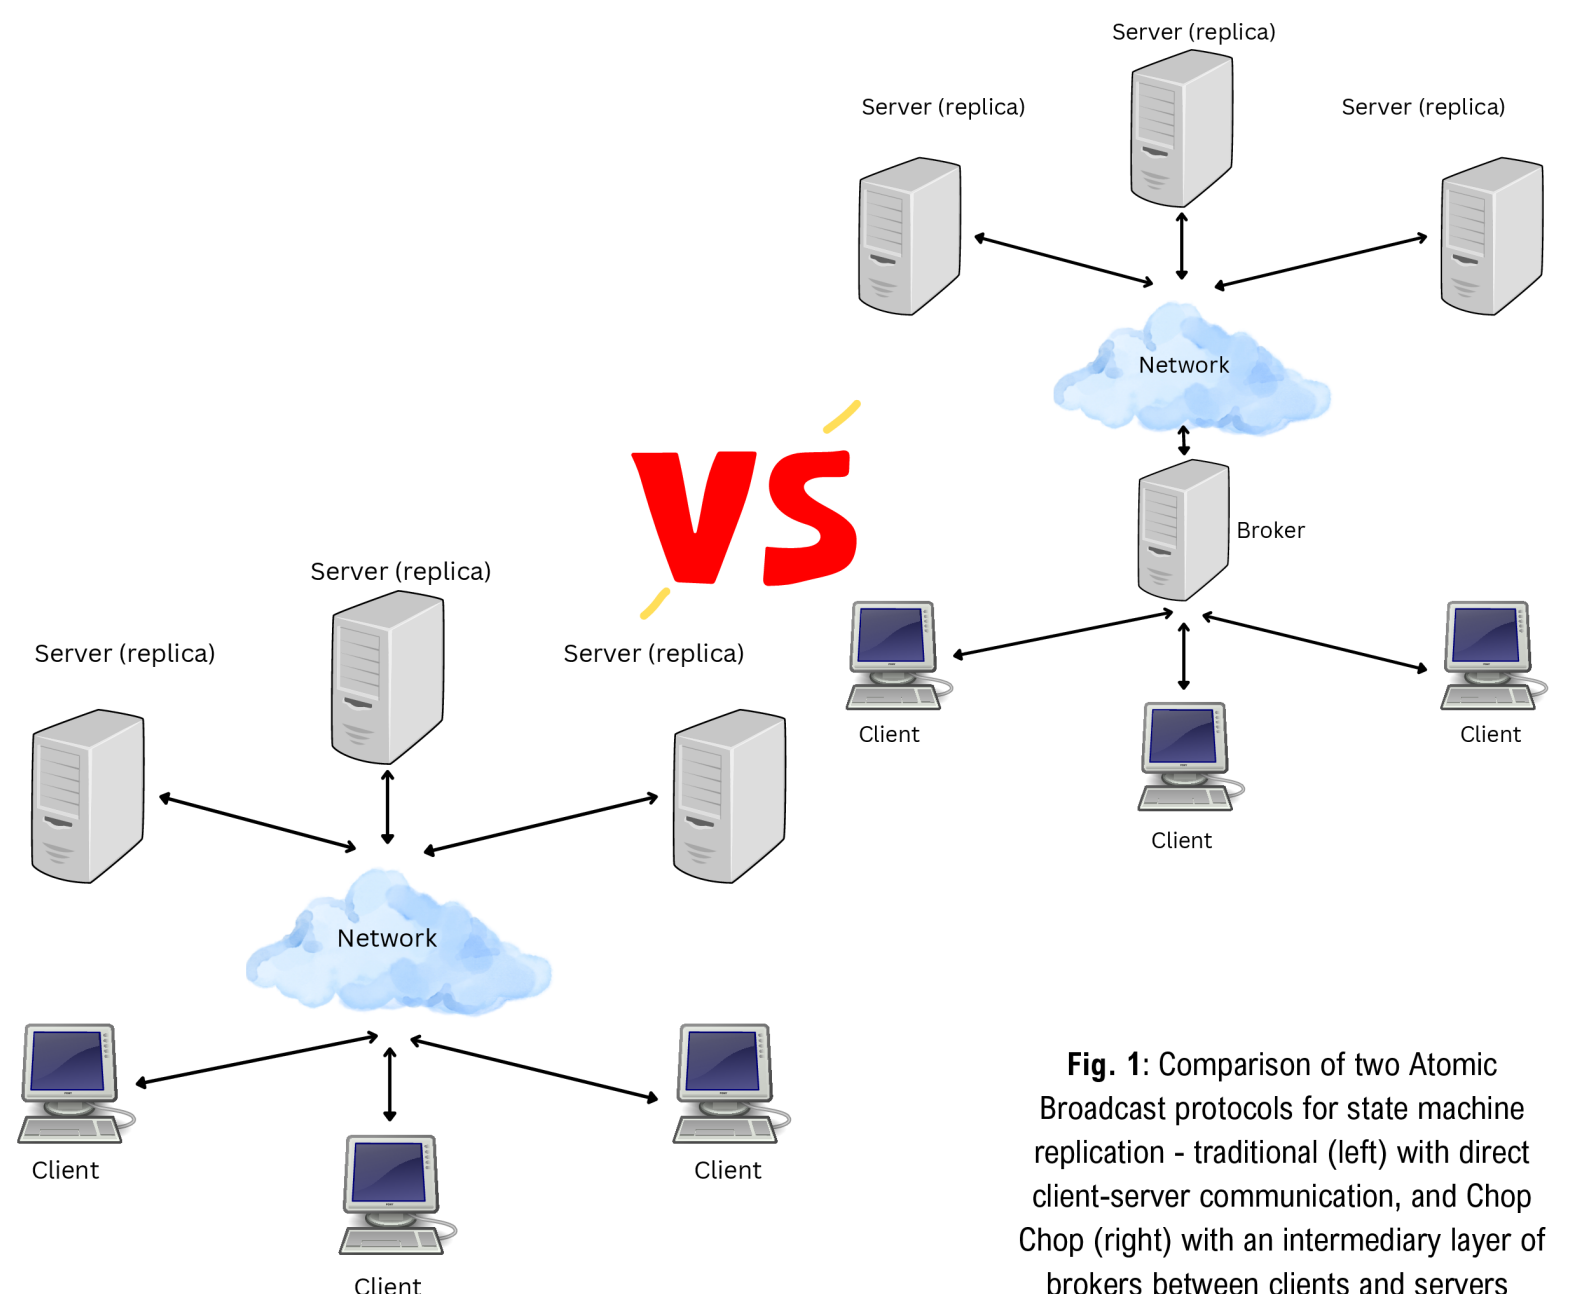 Server (replica)
Server (replica)
Server (replica)
Network
VS
Broker
Client
Client
Client
Server (replica)
Server (replica)
Server (replica)
Network
Client
Client
Client
Fig. 1: Comparison of two Atomic
Broadcast protocols for state machine
replication - traditional (left) with direct
client-server communication, and Chop
Chop (right) with an intermediary layer of
brokers between clients and servers